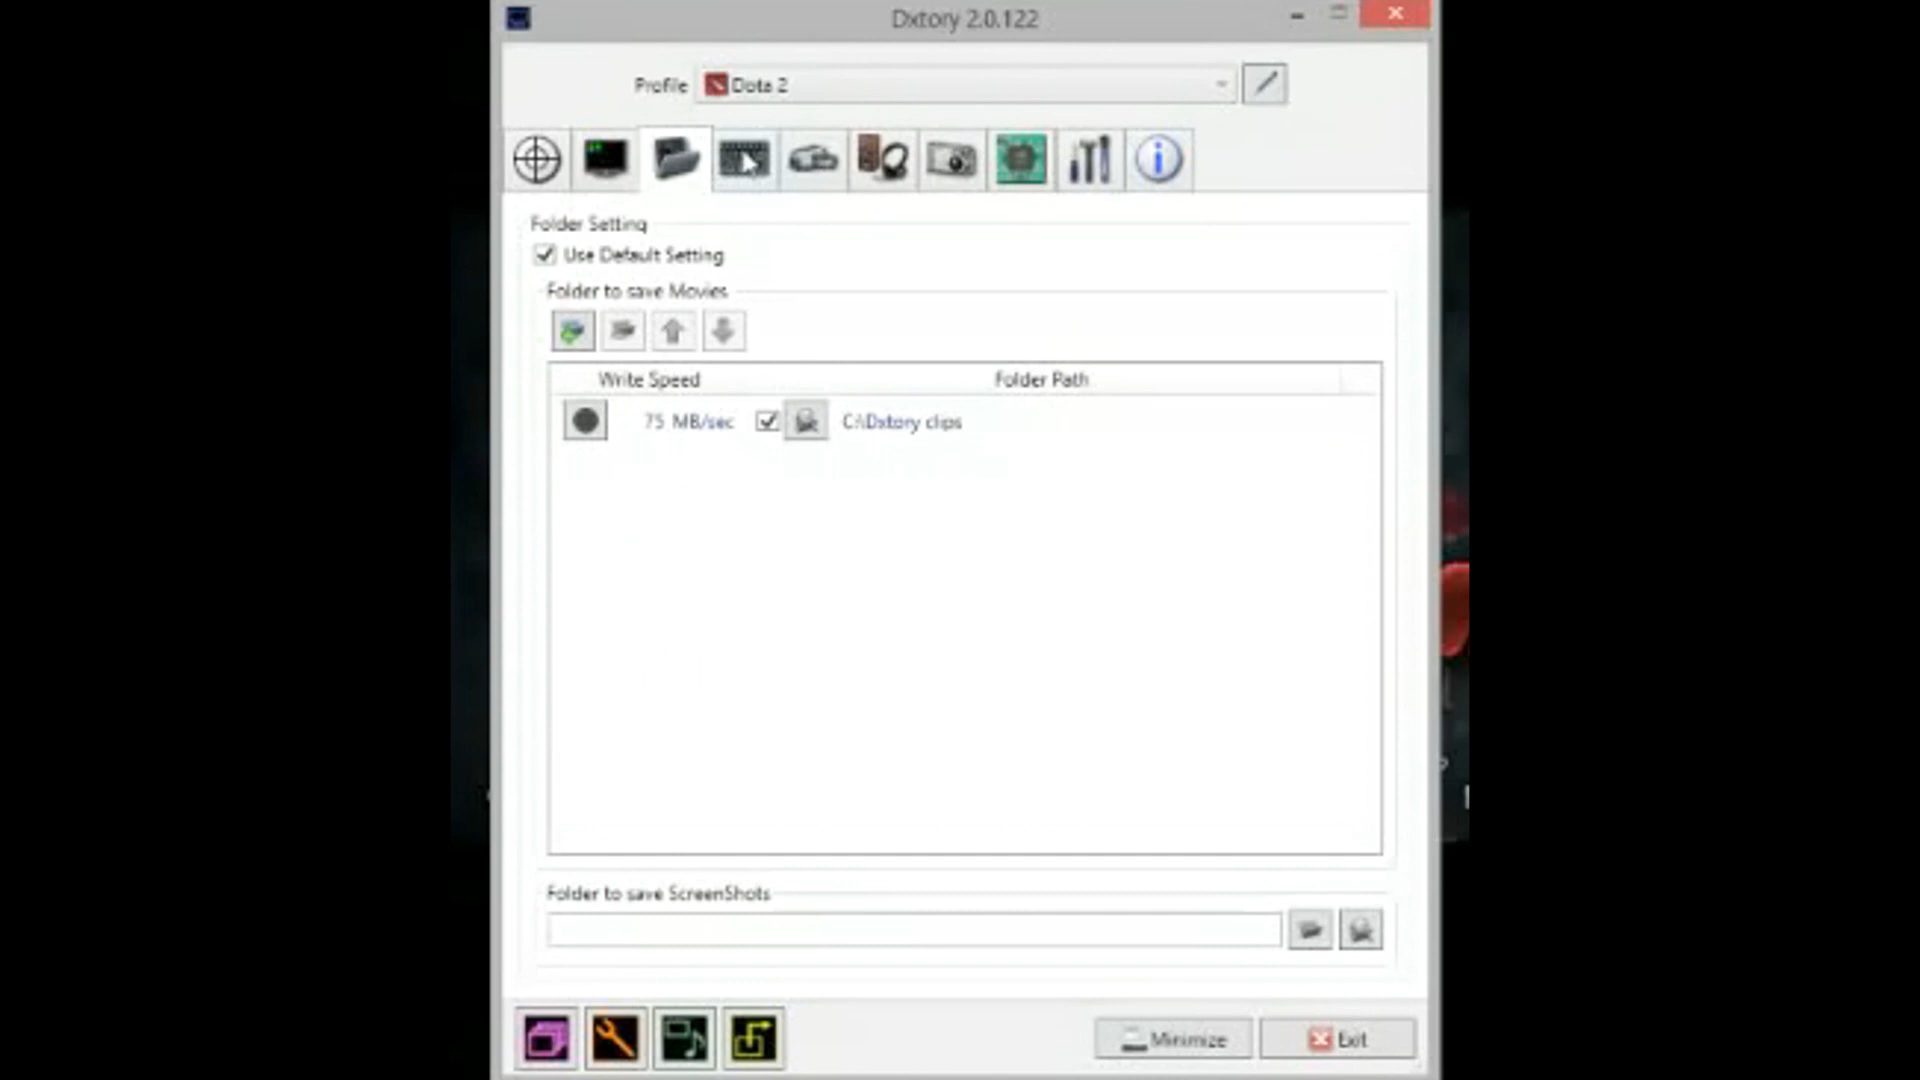 Dxtory 2.0.122
Profile
Dota 2
Folder Setting
Use Default Setting
Folder to save Movies
Write Speed
Folder Path
75 MB/sec
C:\Dxtory clips
Folder to save ScreenShots
Minimize
Exit